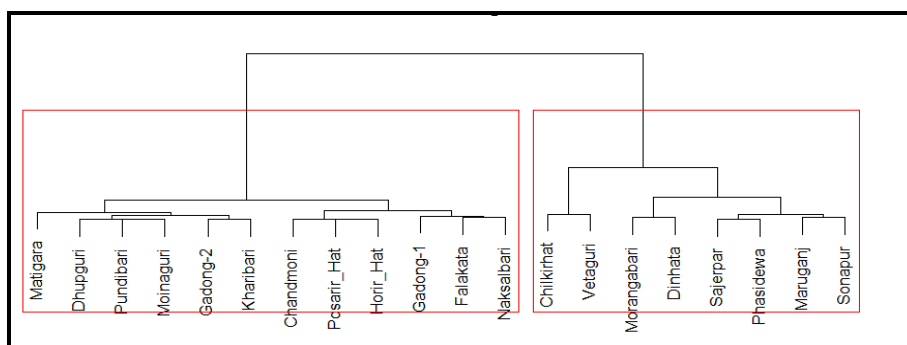 Matigara
Dhupguri
Pundibari
Moinaguri
Gadong-2
Kharibari
Chandmoni
Posarir_Hat
Horir_Hat
Gadong-1
Falakata
Naksalbari
Chilkirhat
Vetaguri
Morangabari
Dinhata
Sajerpar
Phasidewa
Maruganj
Sonapur